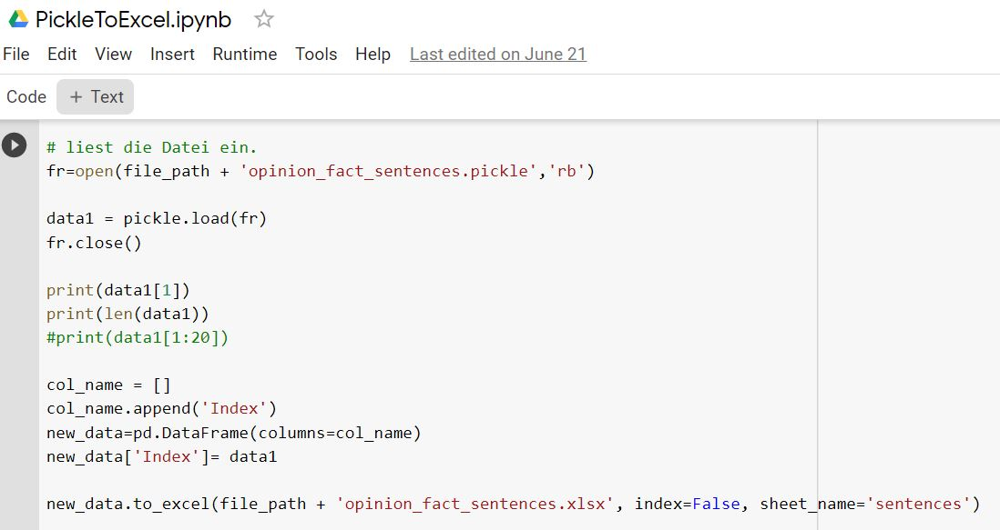 PickleToExcel.ipynb
File Edit View Insert Runtime Tools Help Last edited on June 21
Code + Text
# liest die Datei ein.
fr=open(file_path + 'opinion_fact_sentences.pickle','rb')
data1 = pickle.load(fr)
fr.close()
print(data1[1])
print(len(data1))
#print(data1[1:20])
col_name = []
col_name.append('Index')
new_data=pd.DataFrame(columns=col_name)
new_data['Index']= data1
new_data.to_excel(file_path + 'opinion_fact_sentences.xlsx', index=False, sheet_name='sentences')